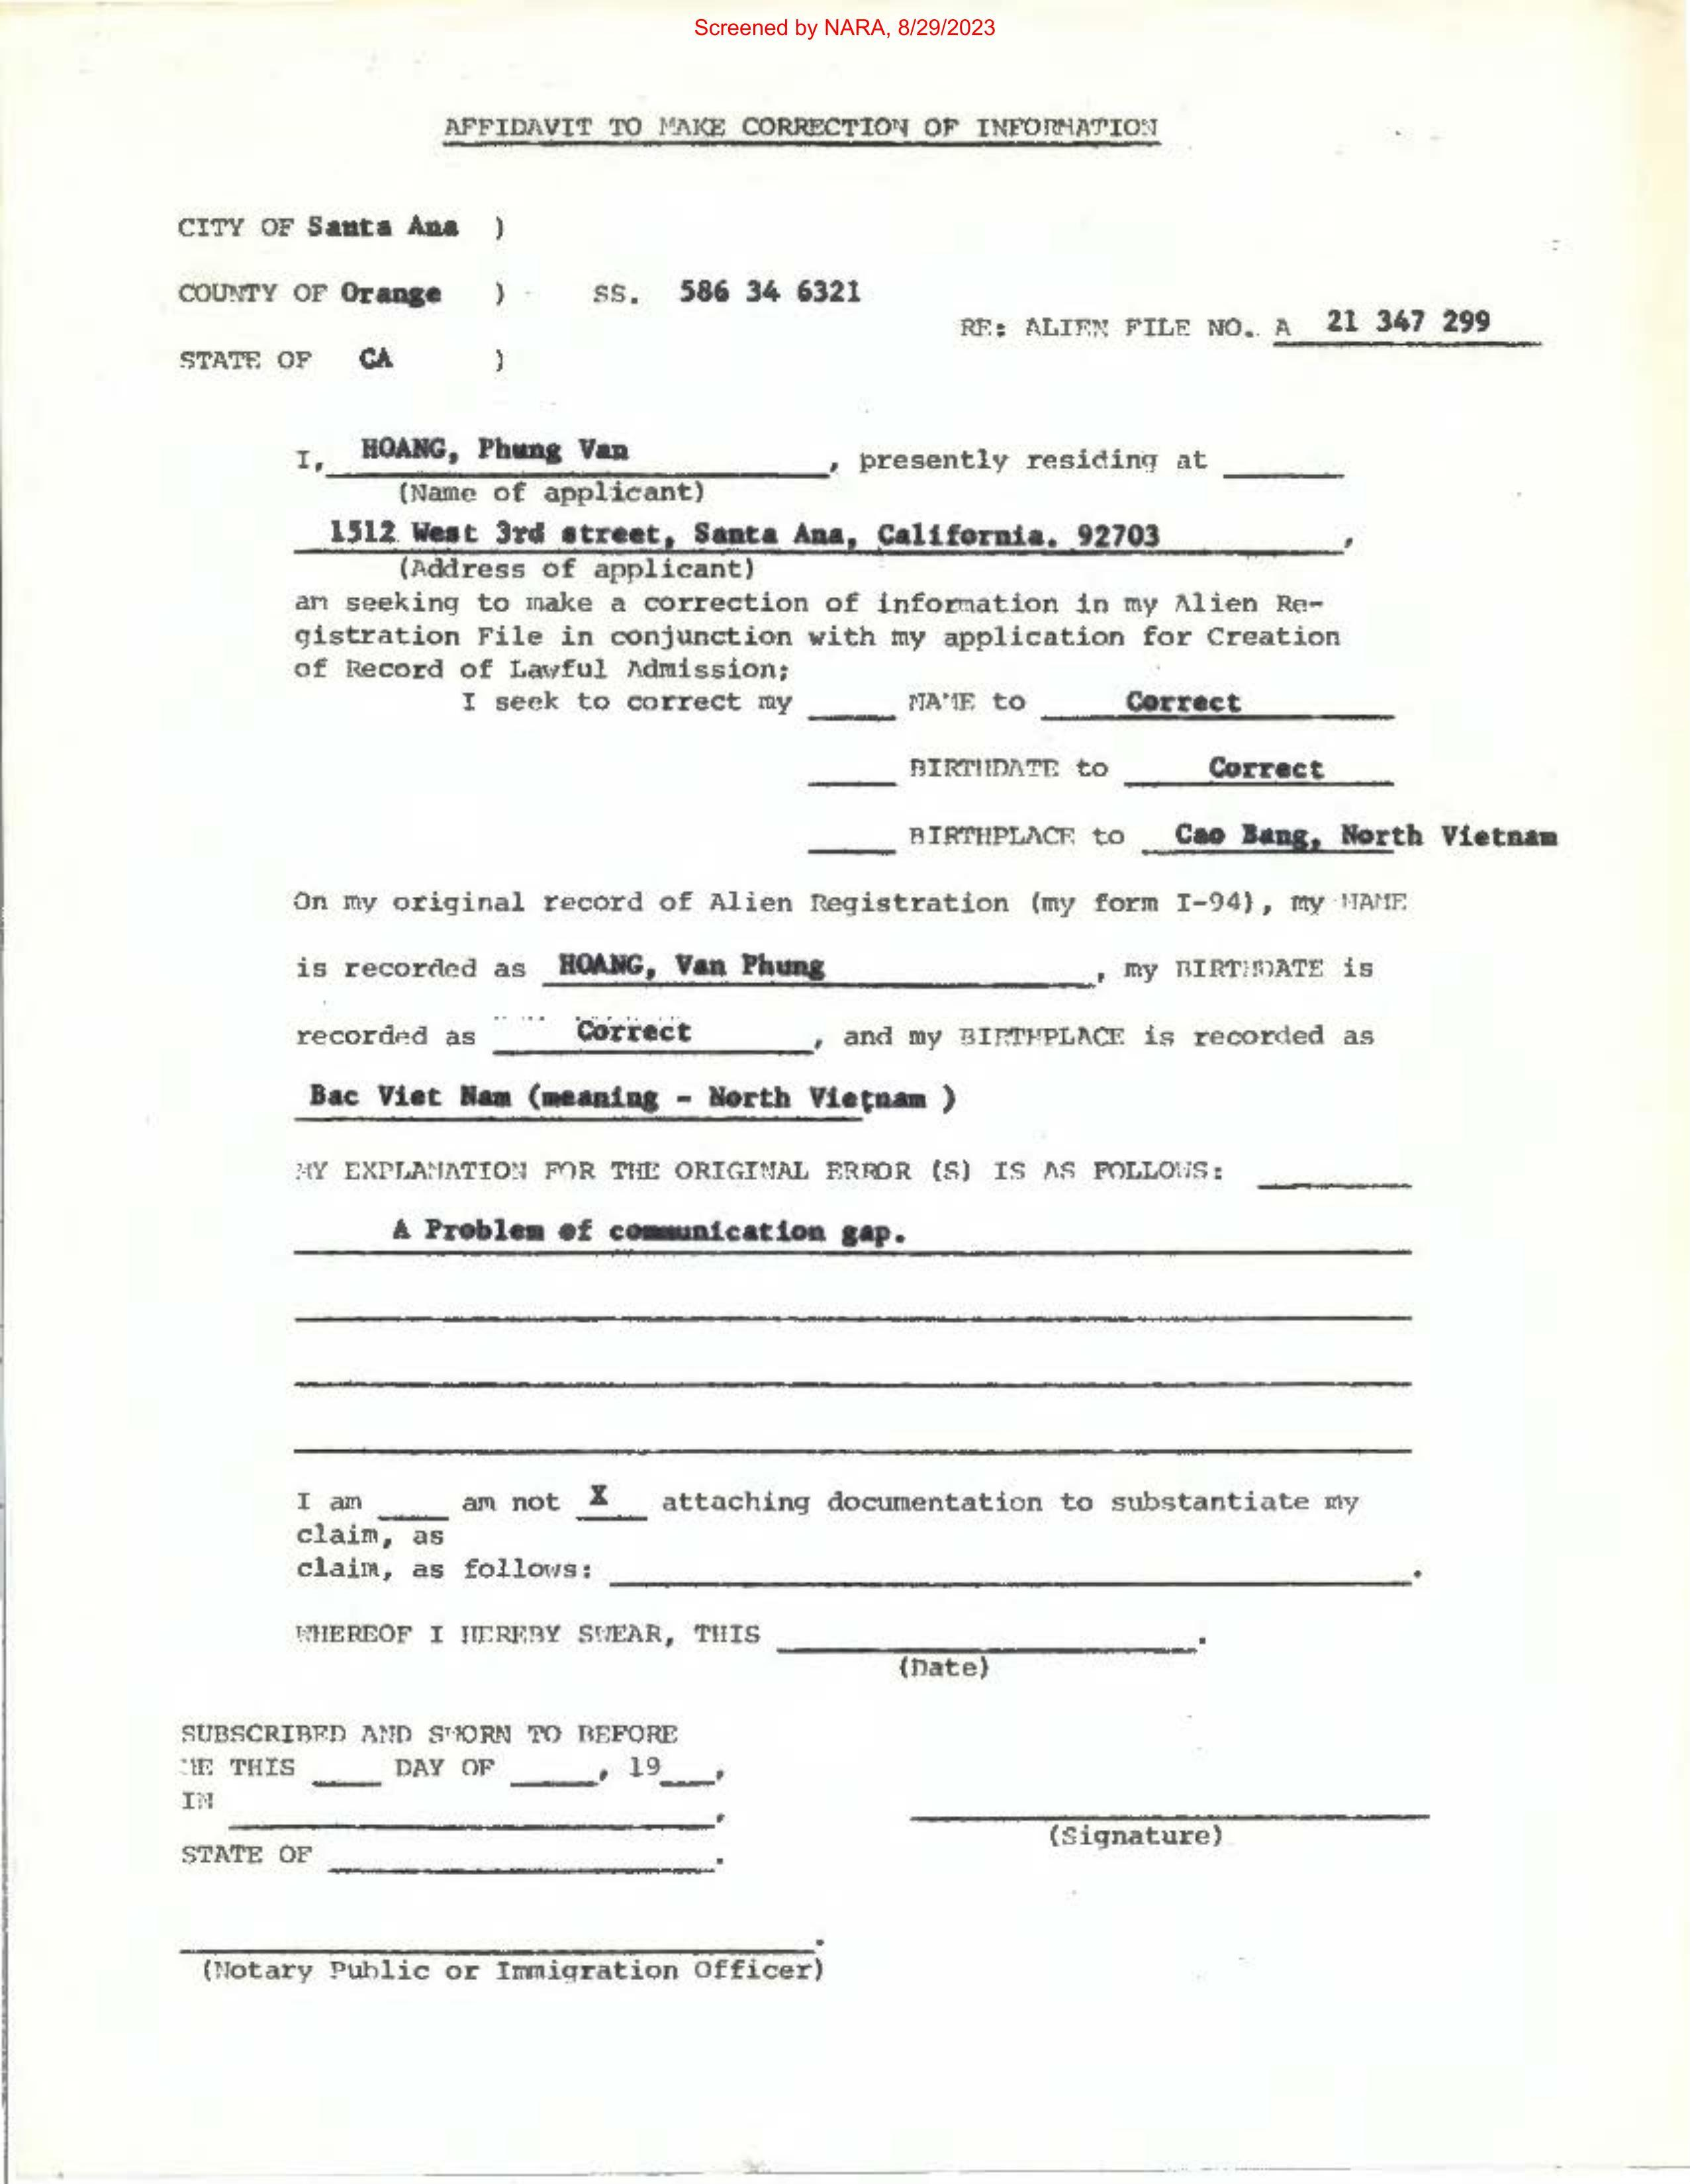 Screened by NARA, 8/29/2023
AFFIDAVIT TO MAKE CORRECTION OF INFORMATION
CITY OF Santa Ana )
COUNTY OF Orange ) SS. 586 34 6321
RE: ALIEN FILE NO. A 21 347 299
STATE OF CA )
I, HOANG, Phung Van, presently residing at
(Name of applicant)
1512 West 3rd street, Santa Ana, California. 92703,
(Address of applicant)
am seeking to make a correction of information in my Alien Re-
gistration File in conjunction with my application for Creation
of Record of Lawful Admission;
I seek to correct my ____ NAME to Correct
____ BIRTHDATE to Correct
____ BIRTHPLACE to Cao Bang, North Vietnam
On my original record of Alien Registration (my form I-94), my NAME
is recorded as HOANG, Van Phung, my BIRTHDATE is
recorded as Correct, and my BIRTHPLACE is recorded as
Bac Viet Nam (meaning - North Vietnam )
MY EXPLANATION FOR THE ORIGINAL ERROR (S) IS AS FOLLOWS:
A Problem of communication gap.
I am ____ am not X attaching documentation to substantiate my
claim, as
claim, as follows: ____.
WHEREOF I HEREBY SWEAR, THIS ____.
(Date)
SUBSCRIBED AND SWORN TO BEFORE
ME THIS ____ DAY OF ____, 19__,
IN ____,
(Signature)
STATE OF ____.
(Notary Public or Immigration Officer)